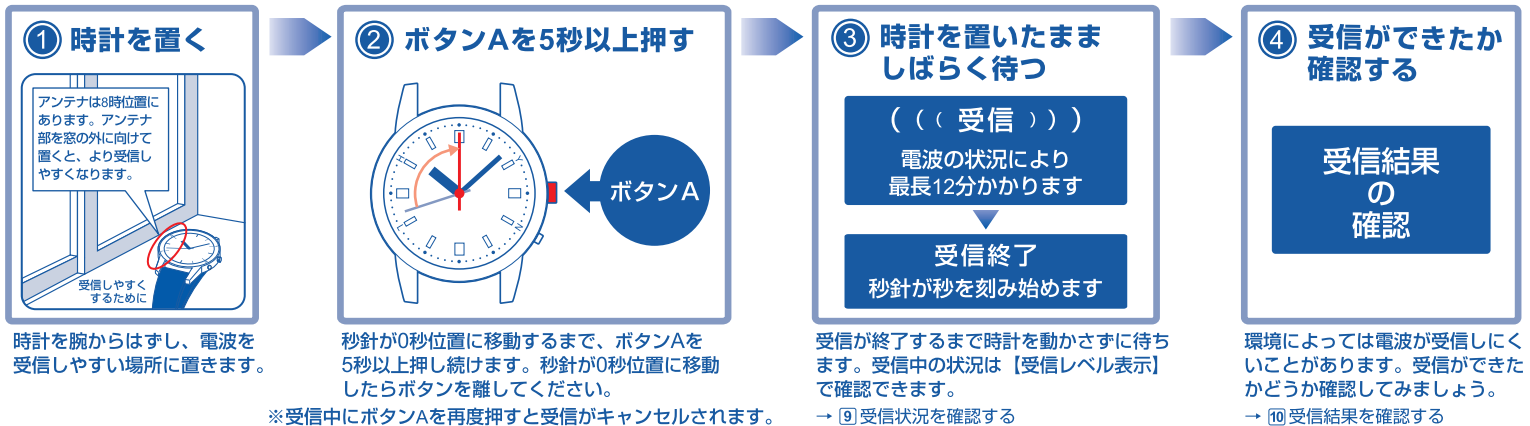 ① 時計を置く
アンテナは8時位置に
あります。アンテナ
部を窓の外に向けて
置くと、より受信し
やすくなります。
受信しやすく
するために
時計を腕からはずし、電波を
受信しやすい場所に置きます。
② ボタンAを5秒以上押す
H
Y
L
N
ボタンA
秒針が0秒位置に移動するまで、ボタンAを
5秒以上押し続けます。秒針が0秒位置に移動
したらボタンを離してください。
※受信中にボタンAを再度押すと受信がキャンセルされます。
③ 時計を置いたまま
しばらく待つ
( ( ( 受信 ) ) )
電波の状況により
最長12分かかります
受信終了
秒針が秒を刻み始めます
受信が終了するまで時計を動かさずに待ち
ます。受信中の状況は【受信レベル表示】
で確認できます。
→ 9 受信状況を確認する
④ 受信ができたか
確認する
受信結果
の
確認
環境によっては電波が受信しにく
いことがあります。受信ができた
かどうか確認してみましょう。
→ 10 受信結果を確認する